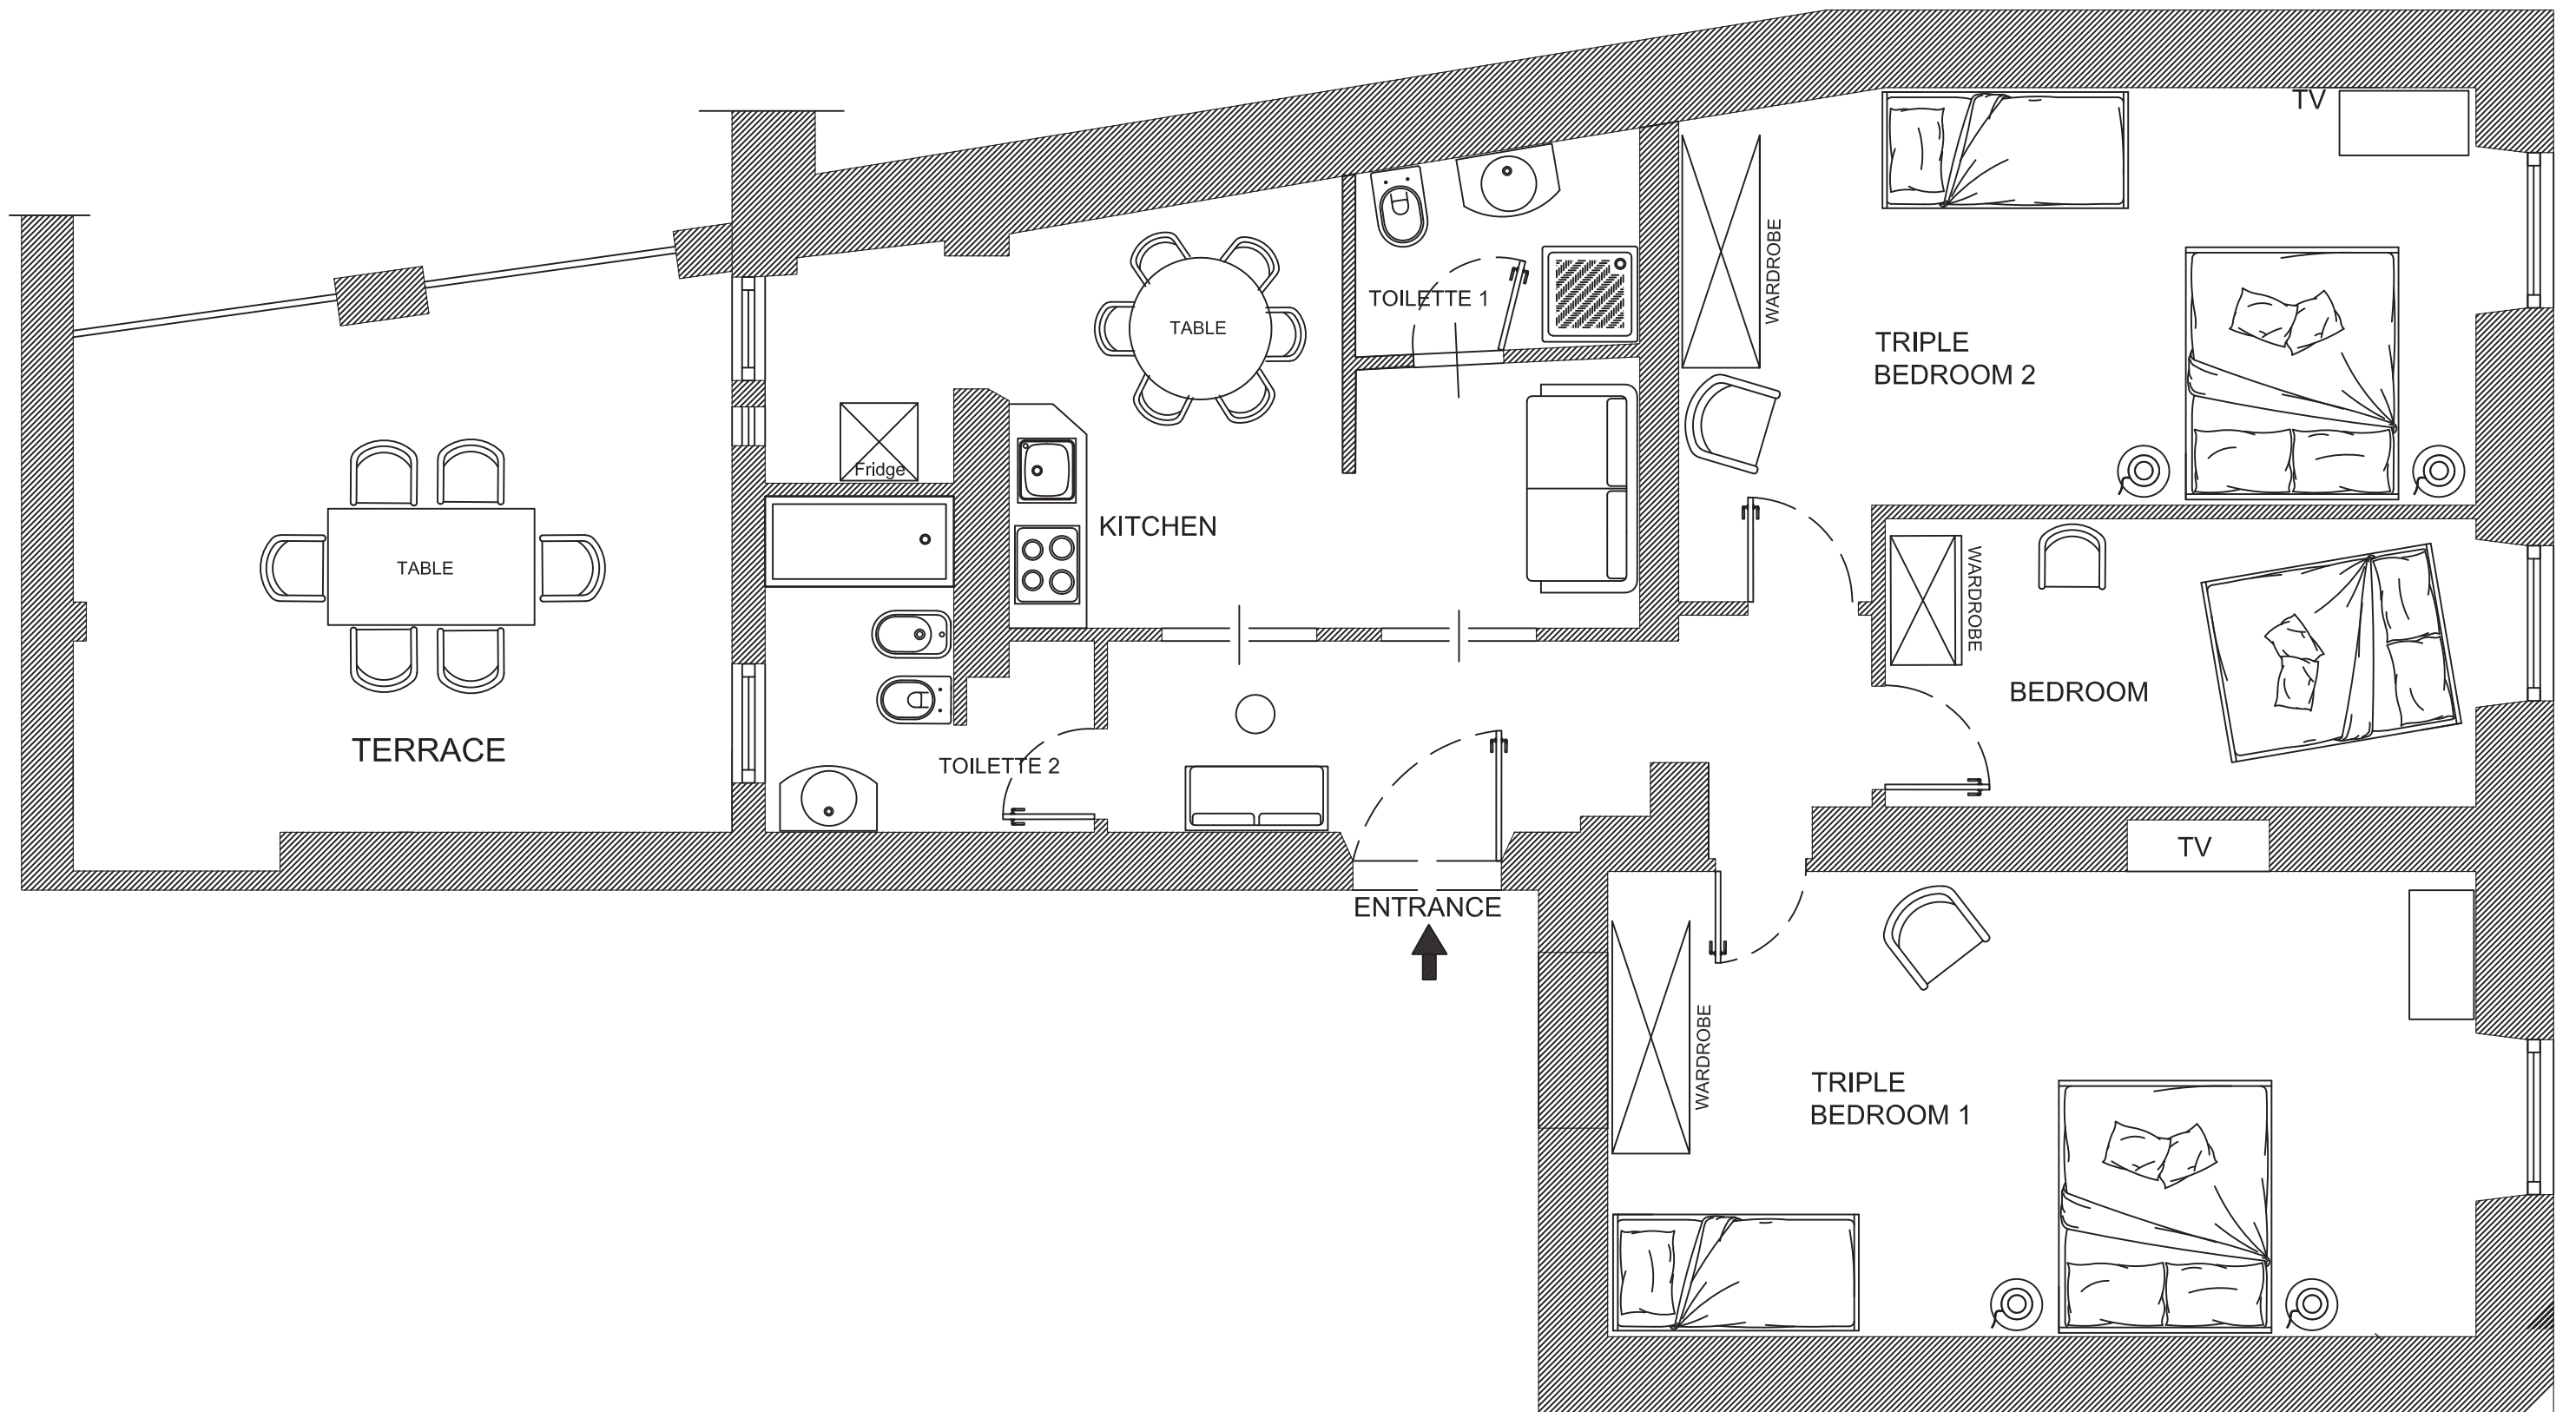 TV
WARDROBE
TOILETTE 1
TABLE
TRIPLE
BEDROOM 2
Fridge
KITCHEN
TABLE
WARDROBE
BEDROOM
TERRACE
TOILETTE 2
TV
ENTRANCE
WARDROBE
TRIPLE
BEDROOM 1